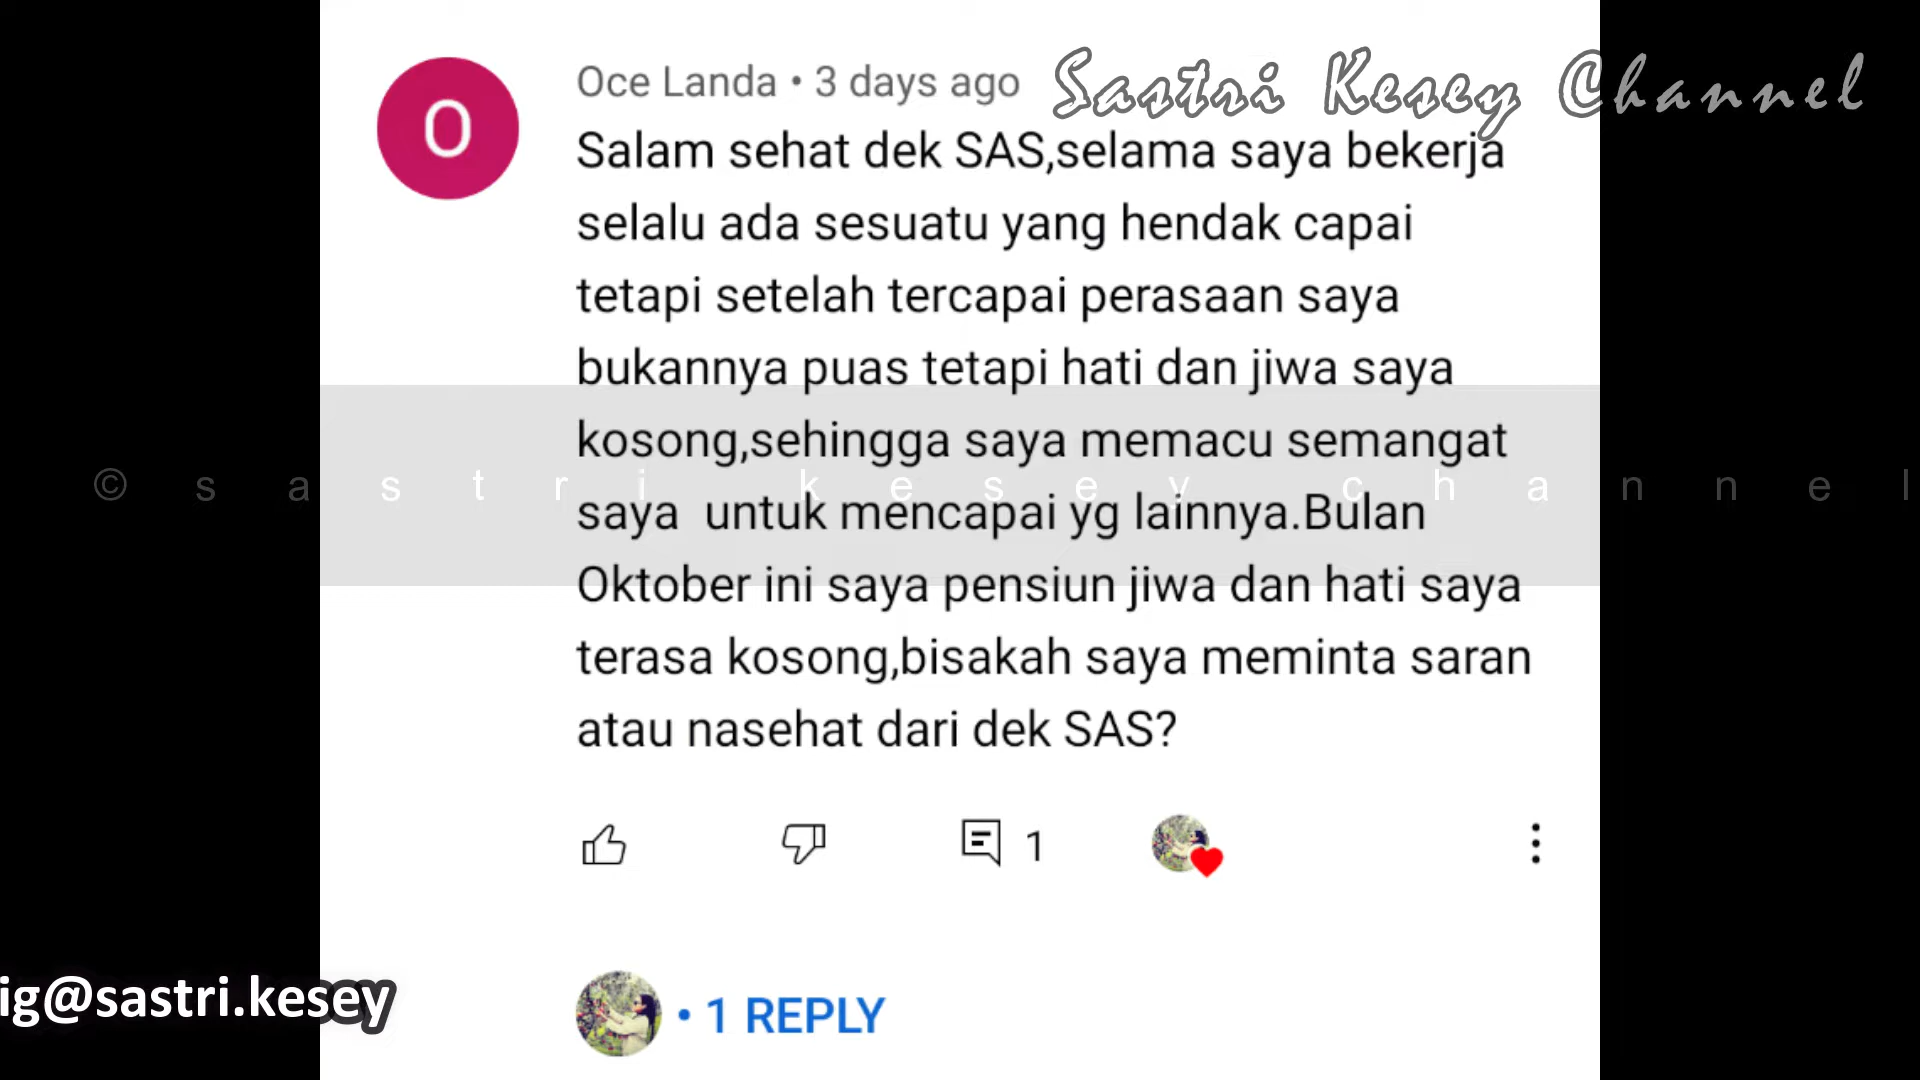 Sastri Kesey Channel
O
Oce Landa • 3 days ago
Salam sehat dek SAS,selama saya bekerja
selalu ada sesuatu yang hendak capai
tetapi setelah tercapai perasaan saya
bukannya puas tetapi hati dan jiwa saya
kosong,sehingga saya memacu semangat
© sastri kesey channel
saya untuk mencapai yg lainnya.Bulan
Oktober ini saya pensiun jiwa dan hati saya
terasa kosong,bisakah saya meminta saran
atau nasehat dari dek SAS?
1
ig@sastri.kesey
• 1 REPLY